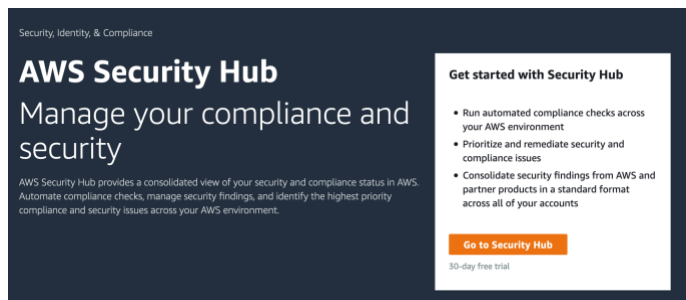 Security, Identity, & Compliance
AWS Security Hub
Manage your compliance and
security
AWS Security Hub provides a consolidated view of your security and compliance status in AWS.
Automate compliance checks, manage security findings, and identify the highest priority
compliance and security issues across your AWS environment.
Get started with Security Hub
• Run automated compliance checks across
your AWS environment
• Prioritize and remediate security and
compliance issues
• Consolidate security findings from AWS and
partner products in a standard format
across all of your accounts
Go to Security Hub
30-day free trial